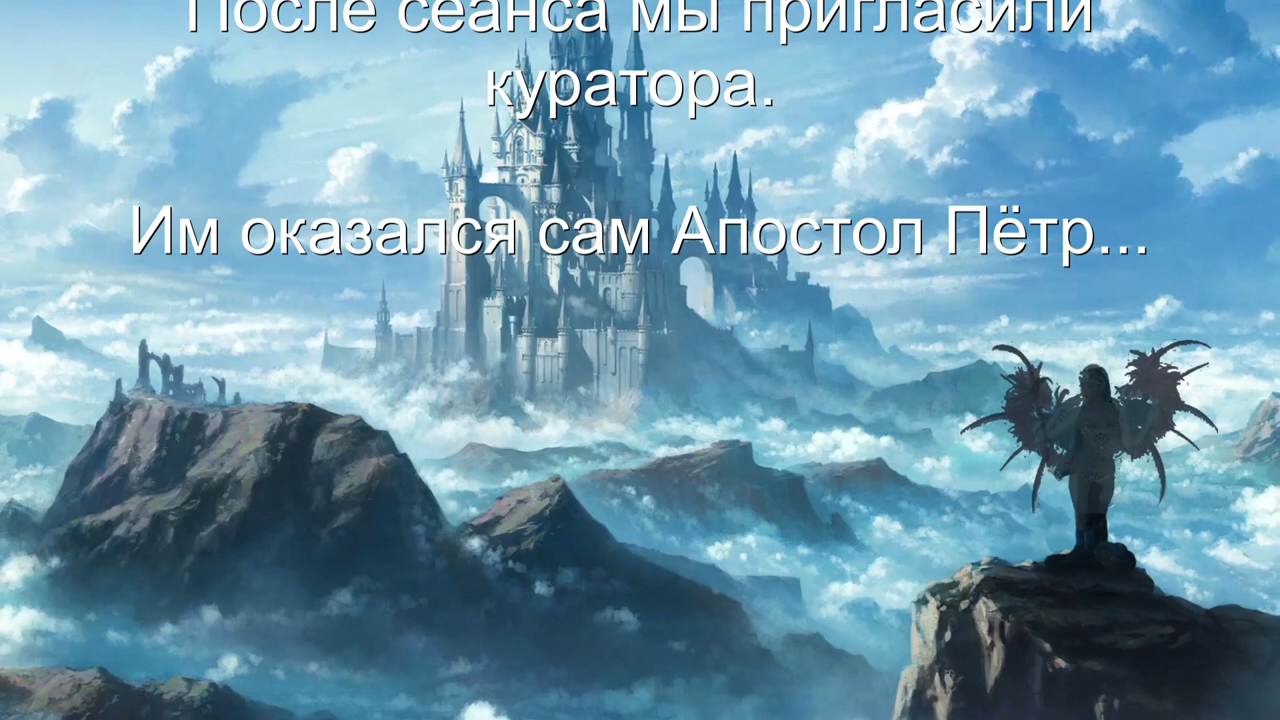 После сеанса мы пригласили
куратора.
Им оказался сам Апостол Пётр...